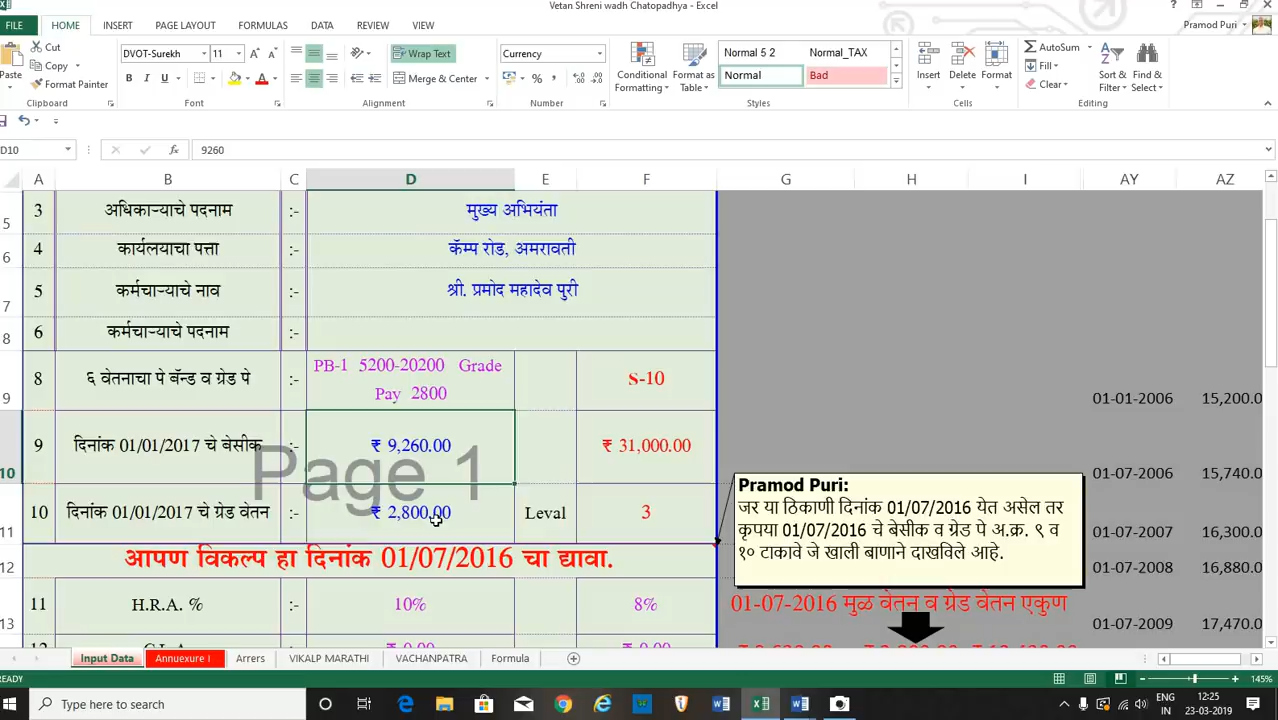 Vetan Shreni wadh Chatopadhya - Excel
FILE HOME INSERT PAGE LAYOUT FORMULAS DATA REVIEW VIEW Pramod Puri
Cut
Copy
Format Painter
Paste
Clipboard
DVOT-Surekh 11
B I U
Font
Wrap Text
Merge & Center
Alignment
Currency
Number
Conditional Formatting
Format as Table
Normal 5 2 Normal_TAX
Normal Bad
Styles
Insert Delete Format
Cells
AutoSum
Fill
Clear
Sort & Filter
Find & Select
Editing
D10 9260
A B C D E F G H I AY AZ
5 3 अधिकाऱ्याचे पदनाम :- मुख्य अभियंता
6 4 कार्यलयाचा पत्ता :- कॅम्प रोड, अमरावती
7 5 कर्मचाऱ्याचे नाव :- श्री. प्रमोद महादेव पुरी
8 6 कर्मचाऱ्याचे पदनाम :-
9 8 ६ वेतनाचा पे बॅन्ड व ग्रेड पे :- PB-1 5200-20200 Grade Pay 2800 S-10 01-01-2006 15,200.0
10 9 दिनांक 01/01/2017 चे बेसीक :- ₹ 9,260.00 ₹ 31,000.00 01-07-2006 15,740.0
Page 1
11 10 दिनांक 01/01/2017 चे ग्रेड वेतन :- ₹ 2,800.00 Leval 3 01-07-2007 16,300.0
Pramod Puri:
जर या ठिकाणी दिनांक 01/07/2016 येत असेल तर
कृपया 01/07/2016 चे बेसीक व ग्रेड पे अ.क्र. ९ व
१० टाकावे जे खाली बाणाने दाखविले आहे.
12 आपण विकल्प हा दिनांक 01/07/2016 चा द्यावा. 01-07-2008 16,880.0
13 11 H.R.A. % :- 10% 8% 01-07-2016 मुळ वेतन व ग्रेड वेतन एकुण 01-07-2009 17,470.0
Input Data Annuexure I Arrers VIKALP MARATHI VACHANPATRA Formula
READY 145%
Type here to search
ENG IN 12:25 23-03-2019